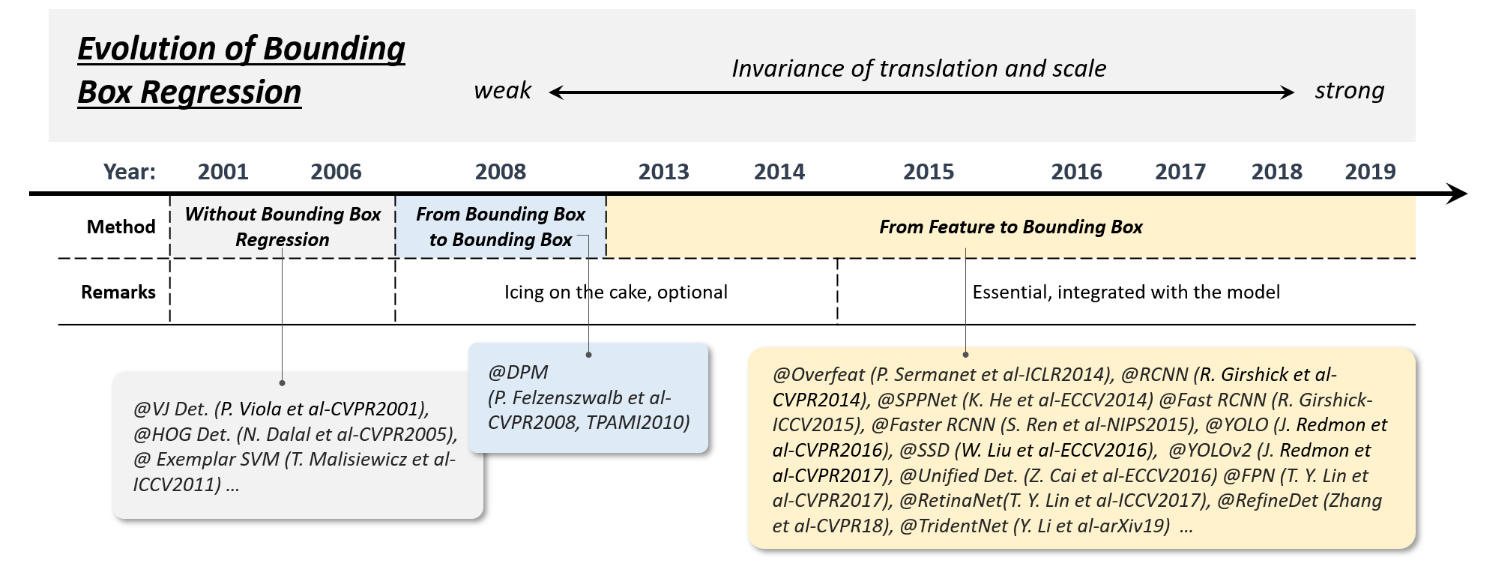 Evolution of Bounding
Box Regression
Invariance of translation and scale
weak
strong
Year: 2001 2006 2008 2013 2014 2015 2016 2017 2018 2019
Method
Without Bounding Box
Regression
From Bounding Box
to Bounding Box
From Feature to Bounding Box
Remarks
Icing on the cake, optional
Essential, integrated with the model
@VJ Det. (P. Viola et al-CVPR2001),
@HOG Det. (N. Dalal et al-CVPR2005),
@ Exemplar SVM (T. Malisiewicz et al-
ICCV2011) ...
@DPM
(P. Felzenszwalb et al-
CVPR2008, TPAMI2010)
@Overfeat (P. Sermanet et al-ICLR2014), @RCNN (R. Girshick et al-
CVPR2014), @SPPNet (K. He et al-ECCV2014) @Fast RCNN (R. Girshick-
ICCV2015), @Faster RCNN (S. Ren et al-NIPS2015), @YOLO (J. Redmon et
al-CVPR2016), @SSD (W. Liu et al-ECCV2016), @YOLOv2 (J. Redmon et
al-CVPR2017), @Unified Det. (Z. Cai et al-ECCV2016) @FPN (T. Y. Lin et
al-CVPR2017), @RetinaNet(T. Y. Lin et al-ICCV2017), @RefineDet (Zhang
et al-CVPR18), @TridentNet (Y. Li et al-arXiv19) ...